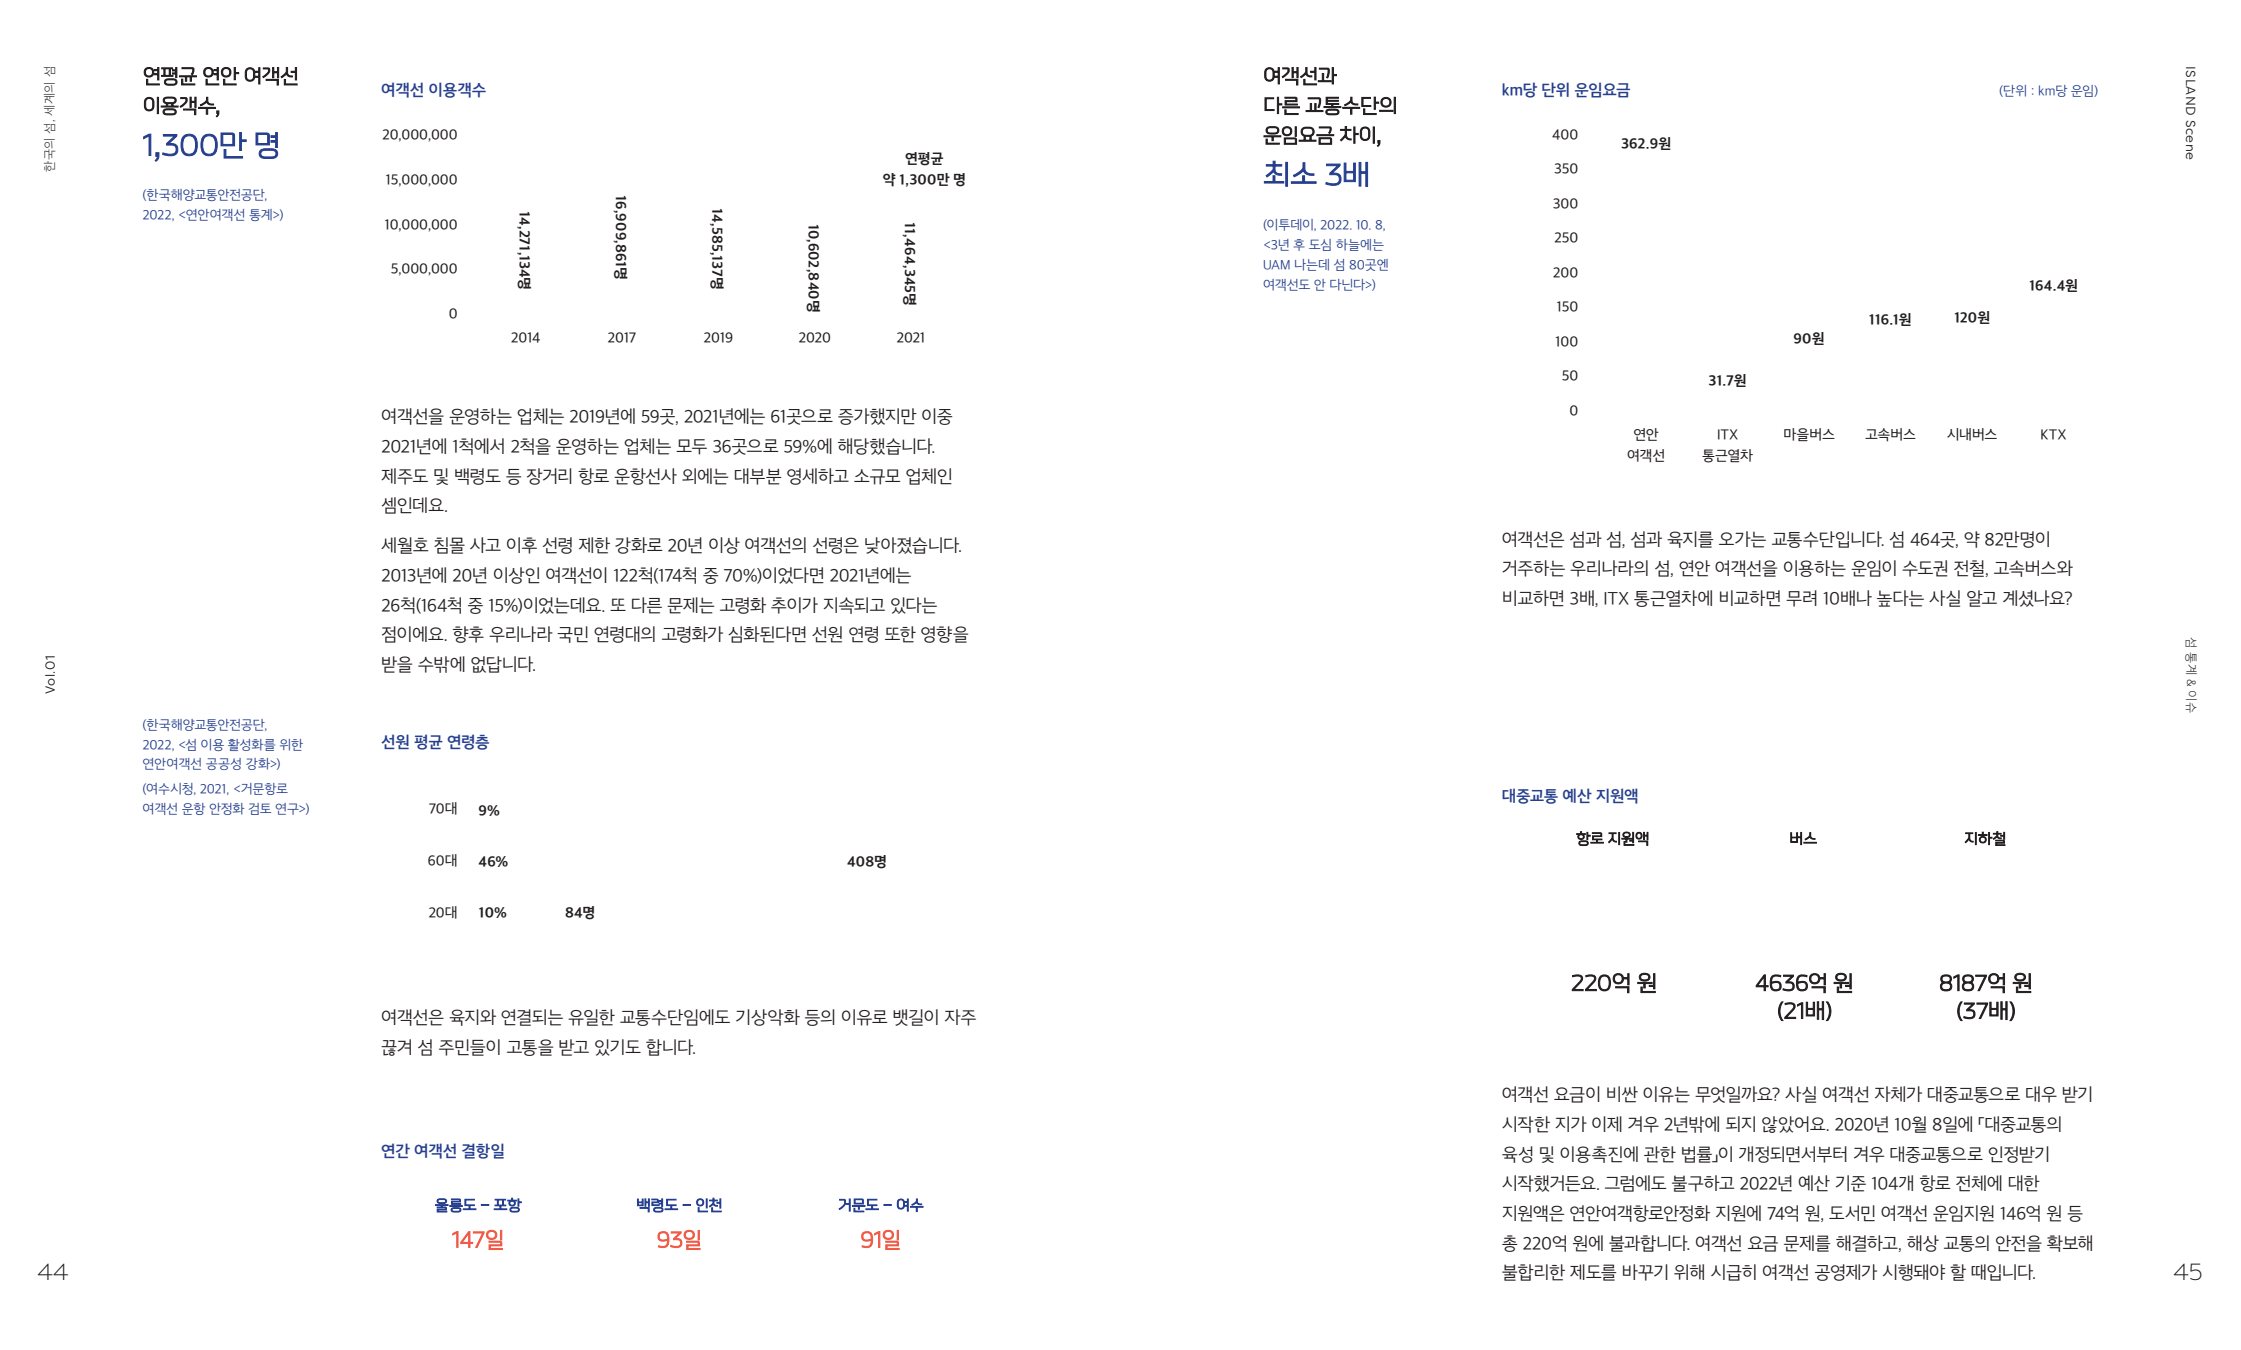 한국의 섬, 세계의 섬
Vol.01
44
연평균 연안 여객선
이용객수,
1,300만 명
(한국해양교통안전공단,
2022, <연안여객선 통계>)
여객선 이용객수
20,000,000
15,000,000
10,000,000
5,000,000
0
14,271,134명
16,909,861명
14,585,137명
10,602,840명
11,464,345명
연평균
약 1,300만 명
2014 2017 2019 2020 2021
여객선을 운영하는 업체는 2019년에 59곳, 2021년에는 61곳으로 증가했지만 이중
2021년에 1척에서 2척을 운영하는 업체는 모두 36곳으로 59%에 해당했습니다.
제주도 및 백령도 등 장거리 항로 운항선사 외에는 대부분 영세하고 소규모 업체인
셈인데요.
세월호 침몰 사고 이후 선령 제한 강화로 20년 이상 여객선의 선령은 낮아졌습니다.
2013년에 20년 이상인 여객선이 122척(174척 중 70%)이었다면 2021년에는
26척(164척 중 15%)이었는데요. 또 다른 문제는 고령화 추이가 지속되고 있다는
점이에요. 향후 우리나라 국민 연령대의 고령화가 심화된다면 선원 연령 또한 영향을
받을 수밖에 없답니다.
(한국해양교통안전공단,
2022, <섬 이용 활성화를 위한
연안여객선 공공성 강화>)
(여수시청, 2021, <거문항로
여객선 운항 안정화 검토 연구>)
선원 평균 연령층
70대 9%
60대 46% 408명
20대 10% 84명
여객선은 육지와 연결되는 유일한 교통수단임에도 기상악화 등의 이유로 뱃길이 자주
끊겨 섬 주민들이 고통을 받고 있기도 합니다.
연간 여객선 결항일
울릉도 – 포항 백령도 – 인천 거문도 – 여수
147일 93일 91일
여객선과
다른 교통수단의
운임요금 차이,
최소 3배
(이투데이, 2022. 10. 8,
<3년 후 도심 하늘에는
UAM 나는데 섬 80곳엔
여객선도 안 다닌다>)
km당 단위 운임요금
(단위 : km당 운임)
400
350
300
250
200
150
100
50
0
362.9원
31.7원
90원
116.1원
120원
164.4원
연안 ITX 마을버스 고속버스 시내버스 KTX
여객선 통근열차
여객선은 섬과 섬, 섬과 육지를 오가는 교통수단입니다. 섬 464곳, 약 82만명이
거주하는 우리나라의 섬, 연안 여객선을 이용하는 운임이 수도권 전철, 고속버스와
비교하면 3배, ITX 통근열차에 비교하면 무려 10배나 높다는 사실 알고 계셨나요?
대중교통 예산 지원액
항로 지원액 버스 지하철
220억 원 4636억 원 8187억 원
(21배) (37배)
여객선 요금이 비싼 이유는 무엇일까요? 사실 여객선 자체가 대중교통으로 대우 받기
시작한 지가 이제 겨우 2년밖에 되지 않았어요. 2020년 10월 8일에 「대중교통의
육성 및 이용촉진에 관한 법률」이 개정되면서부터 겨우 대중교통으로 인정받기
시작했거든요. 그럼에도 불구하고 2022년 예산 기준 104개 항로 전체에 대한
지원액은 연안여객항로안정화 지원에 74억 원, 도서민 여객선 운임지원 146억 원 등
총 220억 원에 불과합니다. 여객선 요금 문제를 해결하고, 해상 교통의 안전을 확보해
불합리한 제도를 바꾸기 위해 시급히 여객선 공영제가 시행돼야 할 때입니다.
ISLAND Scene
섬 통계 & 이슈
45